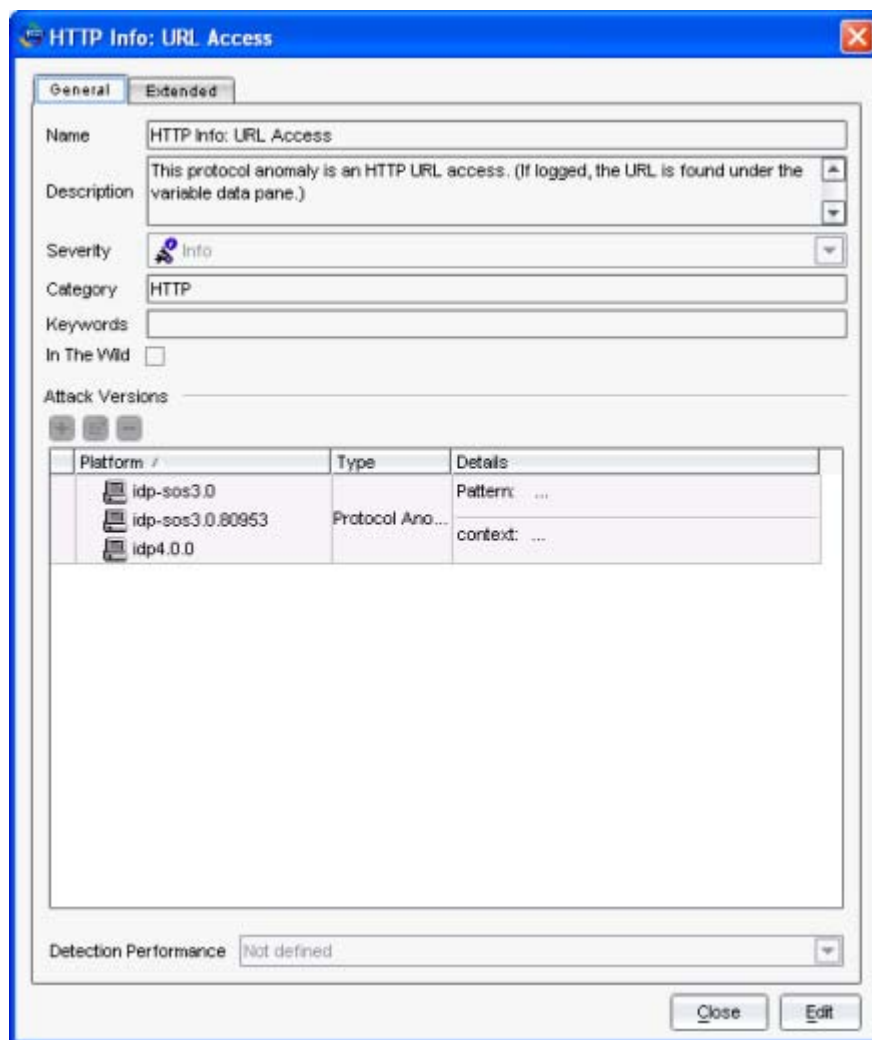 HTTP Info: URL Access
General Extended
Name HTTP Info: URL Access
Description This protocol anomaly is an HTTP URL access. (If logged, the URL is found under the
variable data pane.)
Severity Info
Category HTTP
Keywords
In The Wild
Attack Versions
Platform / Type Details
idp-sos3.0
idp-sos3.0.80953
idp4.0.0
Protocol Ano...
Pattern: ...
context: ...
Detection Performance Not defined
Close Edit